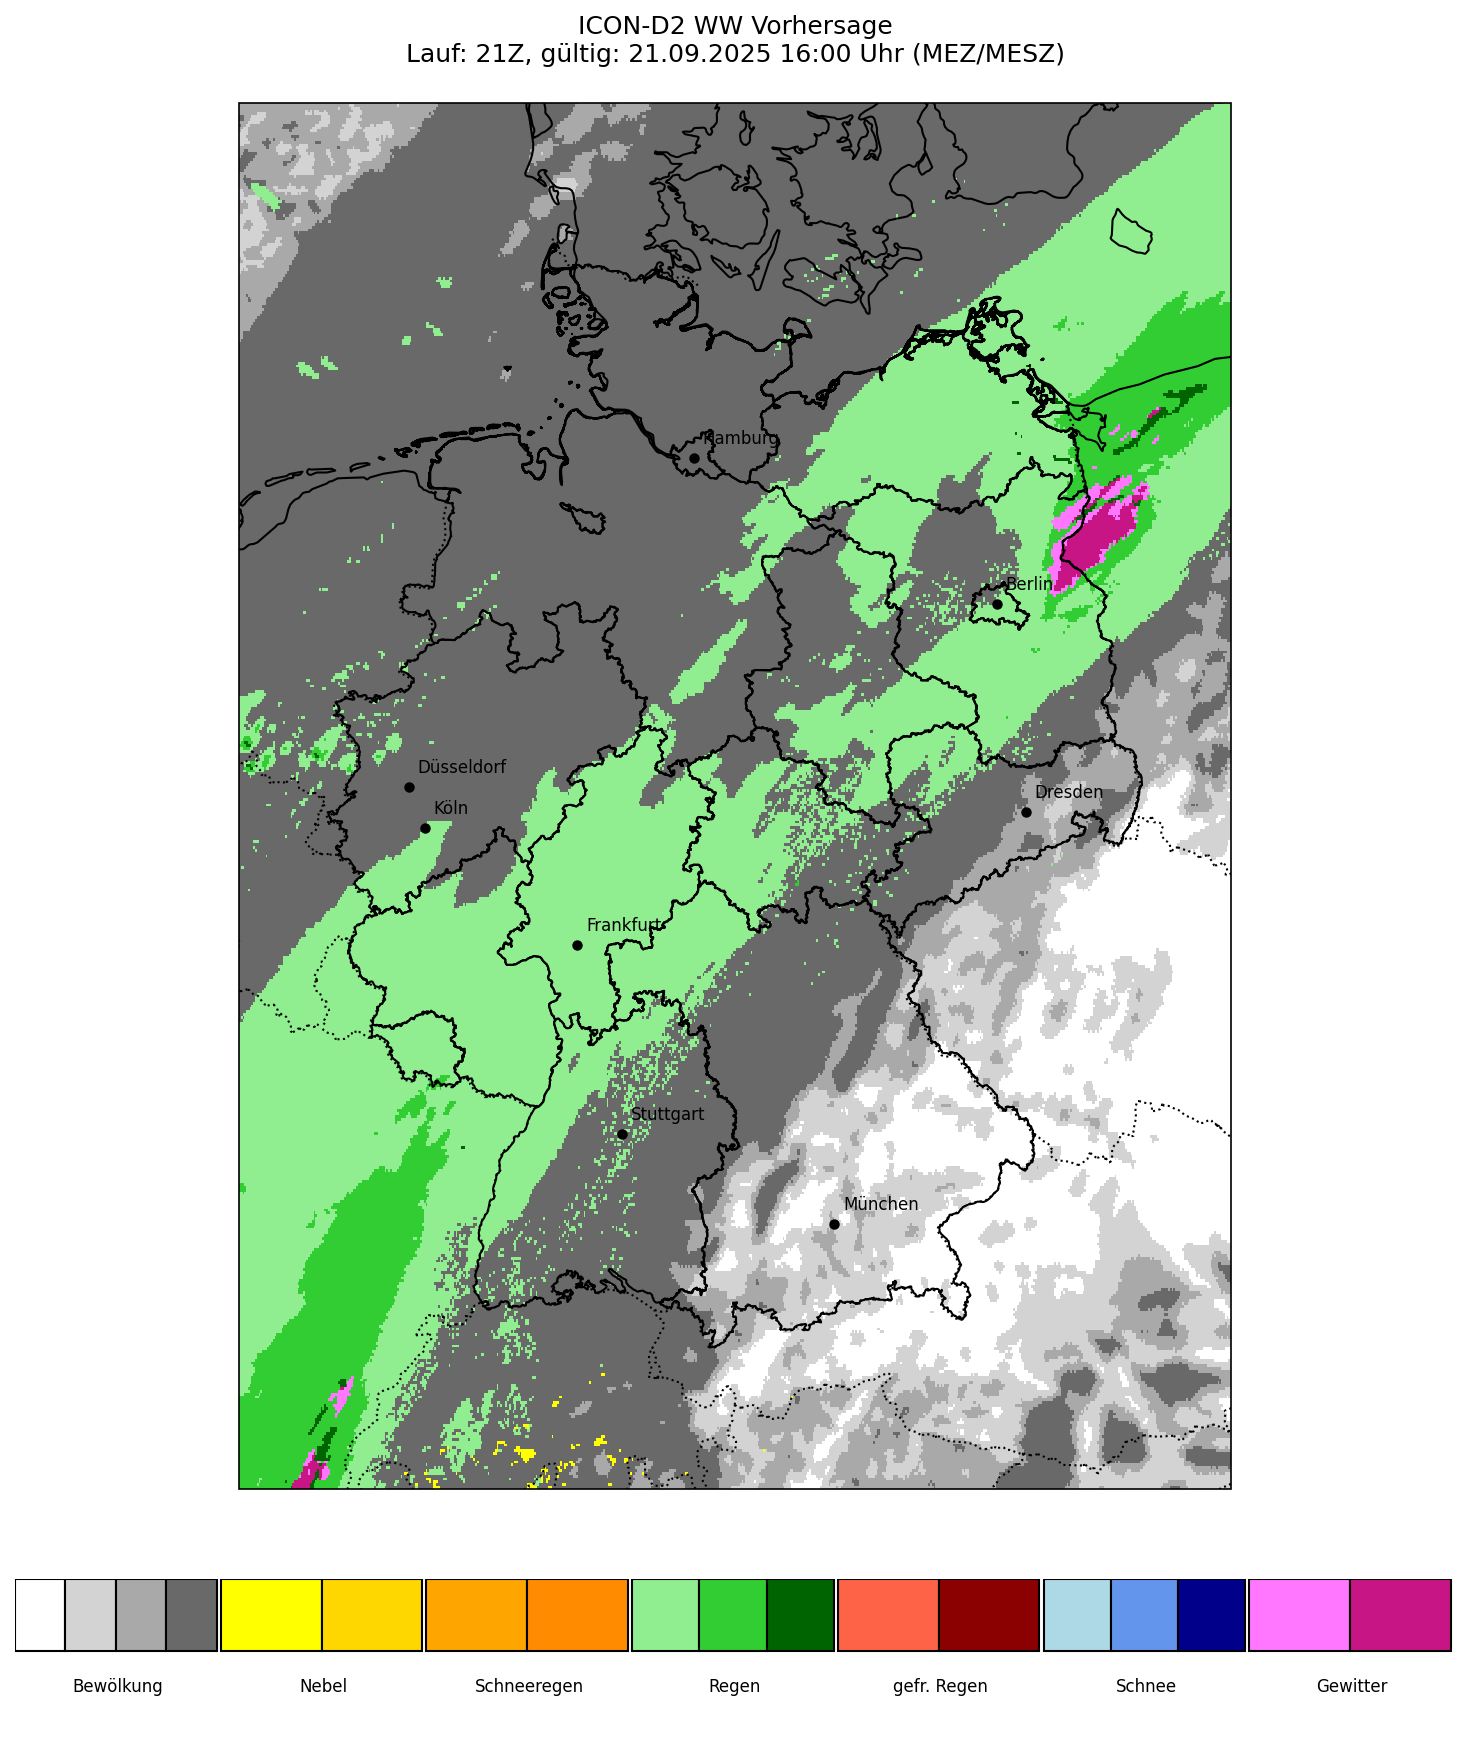 ICON-D2 WW Vorhersage
Lauf: 21Z, gültig: 21.09.2025 16:00 Uhr (MEZ/MESZ)
Hamburg
Berlin
Düsseldorf
Köln
Dresden
Frankfurt
Stuttgart
München
Bewölkung
Nebel
Schneeregen
Regen
gefr. Regen
Schnee
Gewitter